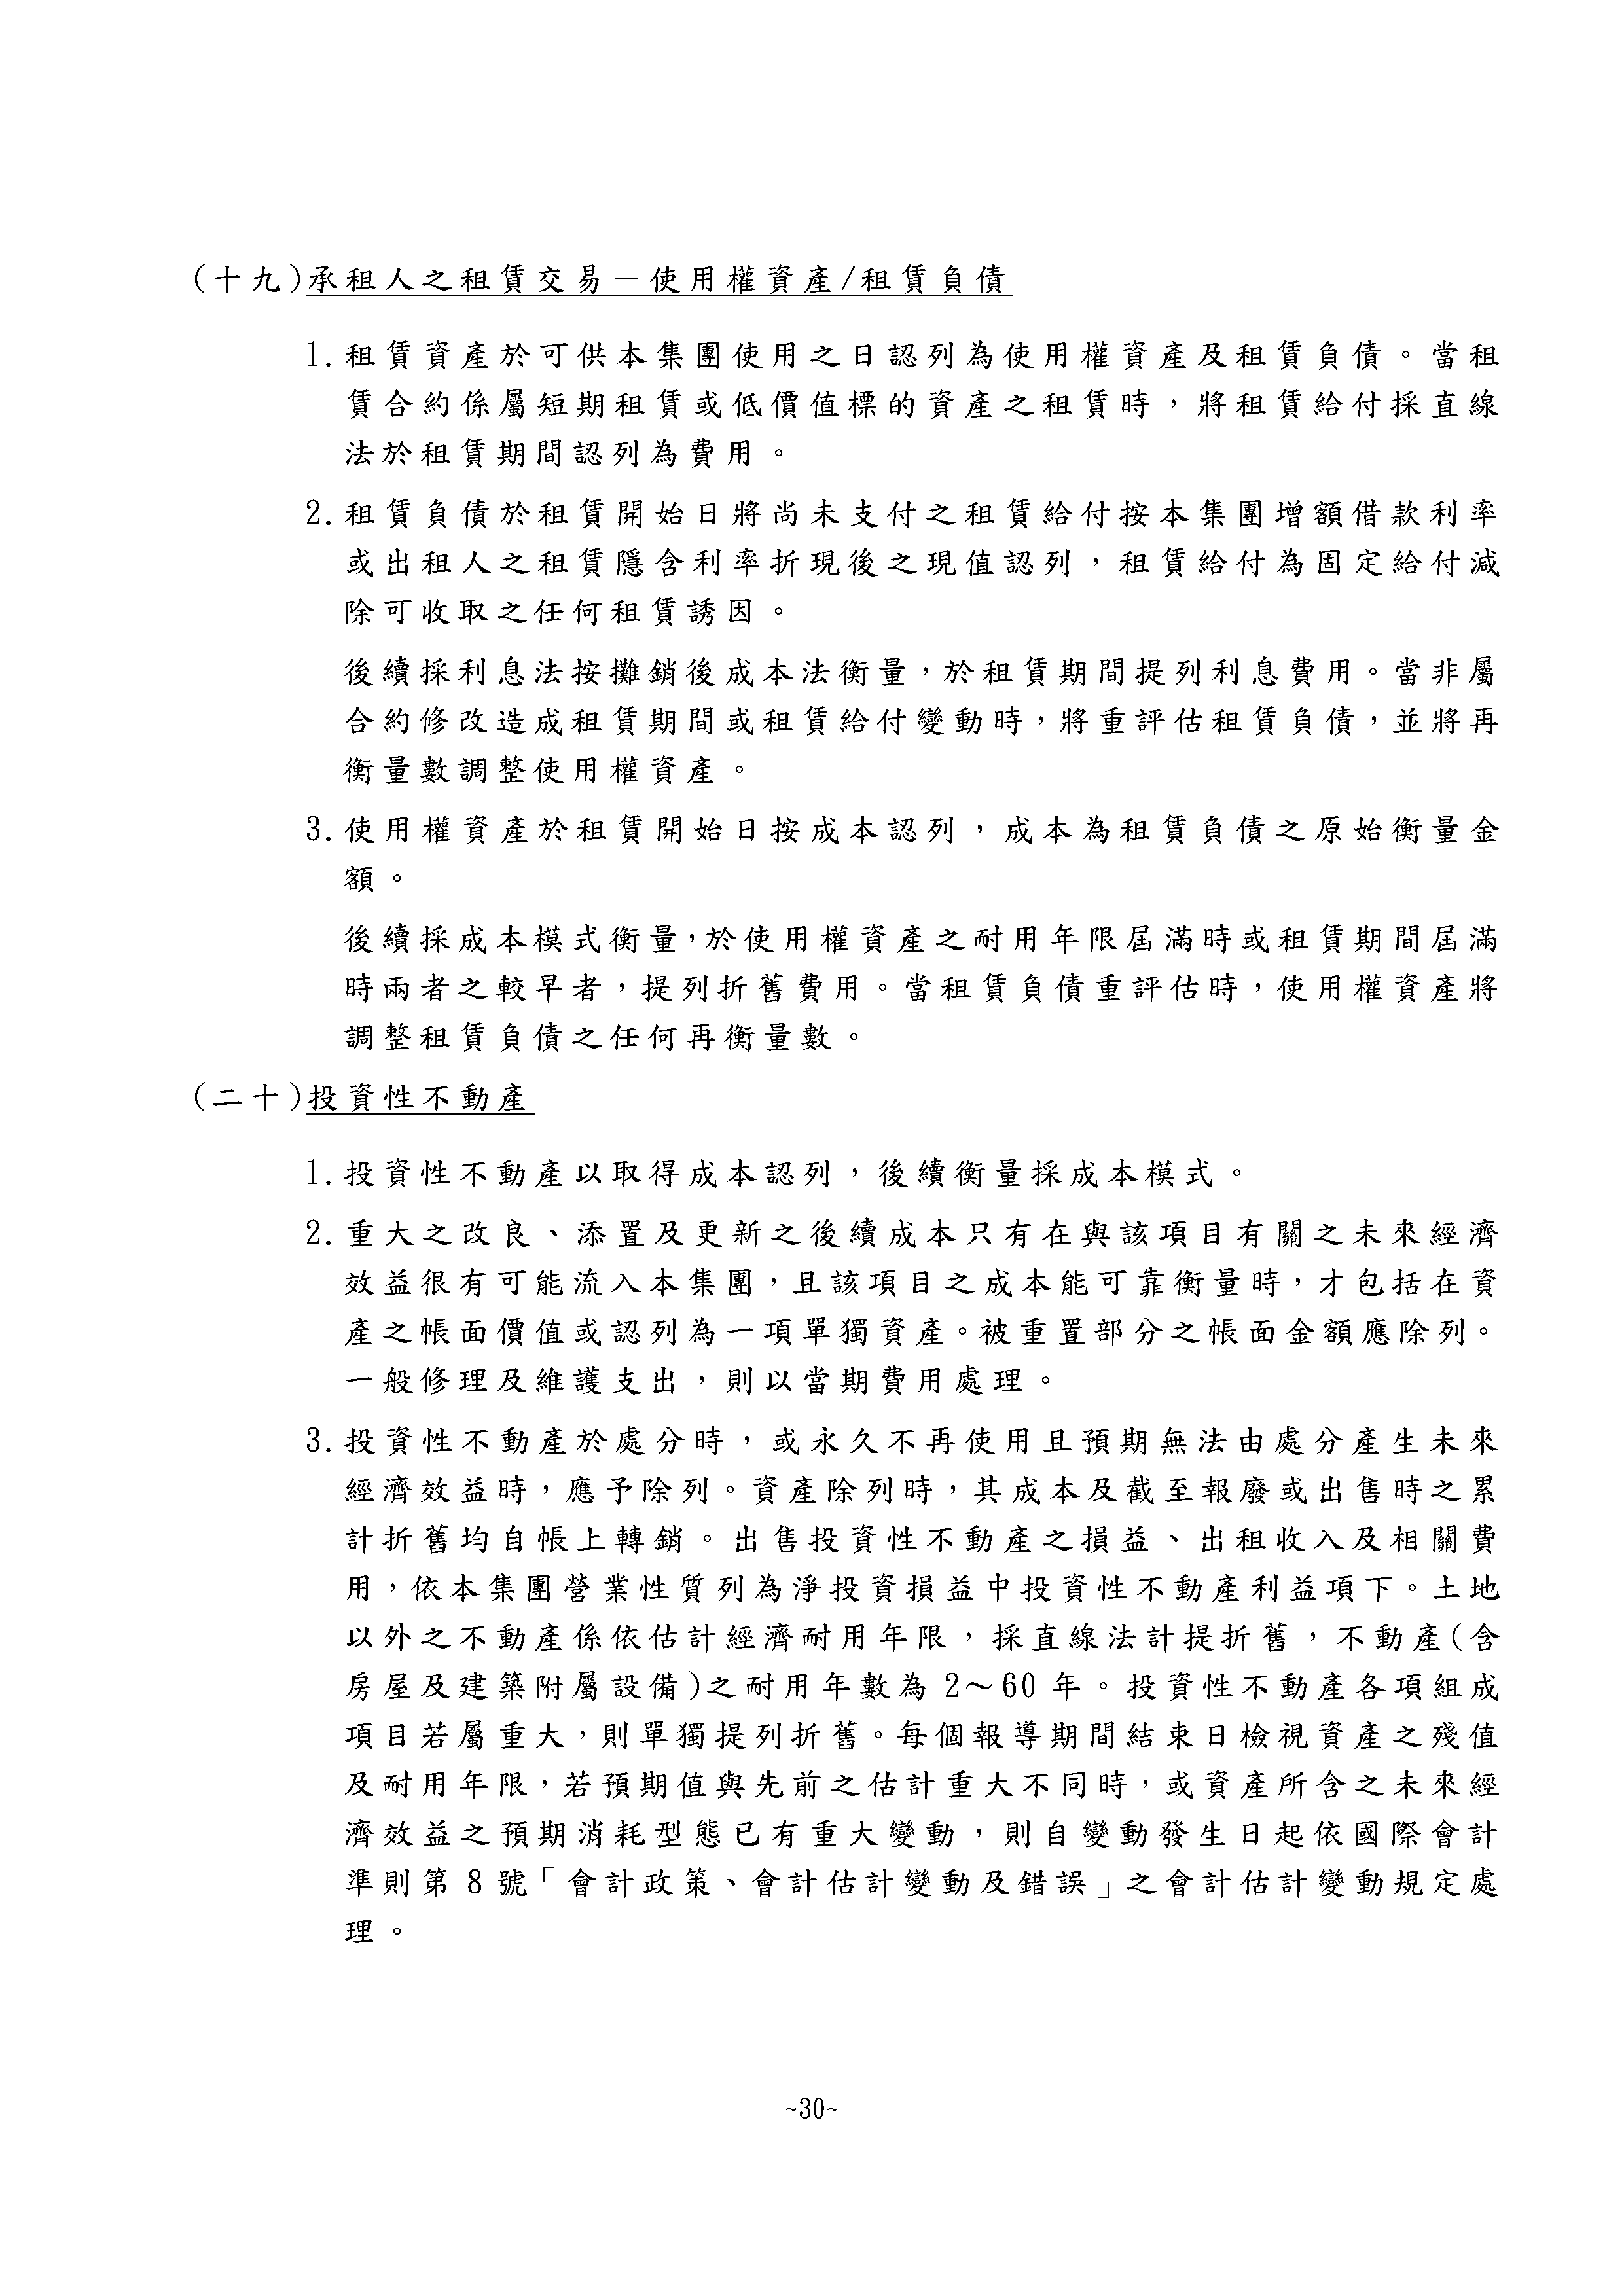 (十九)承租人之租賃交易－使用權資產/租賃負債
1.租賃資產於可供本集團使用之日認列為使用權資產及租賃負債。當租
賃合約係屬短期租賃或低價值標的資產之租賃時，將租賃給付採直線
法於租賃期間認列為費用。
2.租賃負債於租賃開始日將尚未支付之租賃給付按本集團增額借款利率
或出租人之租賃隱含利率折現後之現值認列，租賃給付為固定給付減
除可收取之任何租賃誘因。
後續採利息法按攤銷後成本法衡量，於租賃期間提列利息費用。當非屬
合約修改造成租賃期間或租賃給付變動時，將重評估租賃負債，並將再
衡量數調整使用權資產。
3.使用權資產於租賃開始日按成本認列，成本為租賃負債之原始衡量金
額。
後續採成本模式衡量，於使用權資產之耐用年限屆滿時或租賃期間屆滿
時兩者之較早者，提列折舊費用。當租賃負債重評估時，使用權資產將
調整租賃負債之任何再衡量數。
(二十)投資性不動產
1.投資性不動產以取得成本認列，後續衡量採成本模式。
2.重大之改良、添置及更新之後續成本只有在與該項目有關之未來經濟
效益很有可能流入本集團，且該項目之成本能可靠衡量時，才包括在資
產之帳面價值或認列為一項單獨資產。被重置部分之帳面金額應除列。
一般修理及維護支出，則以當期費用處理。
3.投資性不動產於處分時，或永久不再使用且預期無法由處分產生未來
經濟效益時，應予除列。資產除列時，其成本及截至報廢或出售時之累
計折舊均自帳上轉銷。出售投資性不動產之損益、出租收入及相關費
用，依本集團營業性質列為淨投資損益中投資性不動產利益項下。土地
以外之不動產係依估計經濟耐用年限，採直線法計提折舊，不動產(含
房屋及建築附屬設備)之耐用年數為 2～60 年。投資性不動產各項組成
項目若屬重大，則單獨提列折舊。每個報導期間結束日檢視資產之殘值
及耐用年限，若預期值與先前之估計重大不同時，或資產所含之未來經
濟效益之預期消耗型態已有重大變動，則自變動發生日起依國際會計
準則第 8 號「會計政策、會計估計變動及錯誤」之會計估計變動規定處
理。
~30~